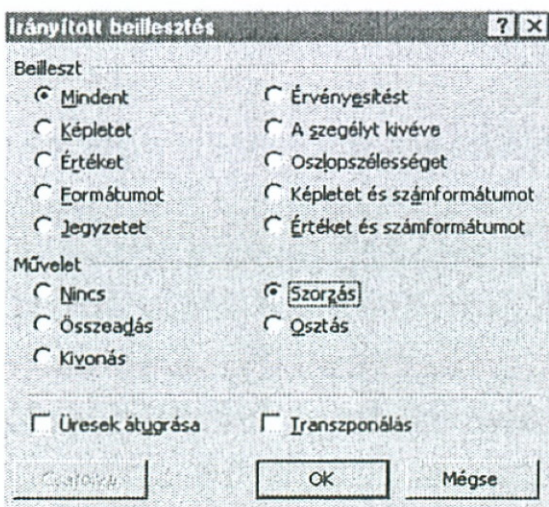 Irányított beillesztés
Beilleszt
Mindent
Képletet
Értéket
Formátumot
Jegyzetet
Érvényesítést
A szegélyt kivéve
Oszlopszélességet
Képletet és számformátumot
Értéket és számformátumot
Művelet
Nincs
Összeadás
Kivonás
Szorzás
Osztás
Üresek átugrása
Transzponálás
OK
Mégse